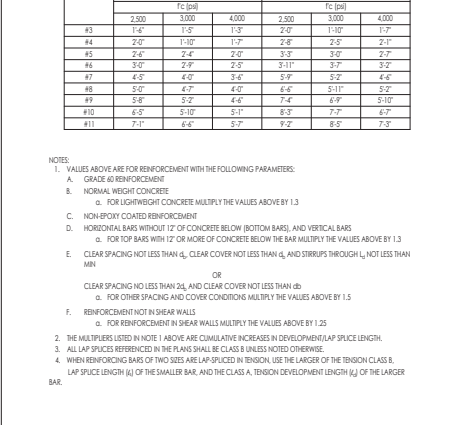 f'c (psi) f'c (psi)
2,500 3,000 4,000 2,500 3,000 4,000
#3 1'-6" 1'-5" 1'-3" 2'-0" 1'-10" 1'-7"
#4 2'-0" 1'-10" 1'-7" 2'-8" 2'-5" 2'-1"
#5 2'-6" 2'-4" 2'-0" 3'-3" 3'-0" 2'-7"
#6 3'-0" 2'-9" 2'-5" 3'-11" 3'-7" 3'-2"
#7 4'-5" 4'-0" 3'-6" 5'-9" 5'-2" 4'-6"
#8 5'-0" 4'-7" 4'-0" 6'-6" 5'-11" 5'-2"
#9 5'-8" 5'-2" 4'-6" 7'-4" 6'-9" 5'-10"
#10 6'-5" 5'-10" 5'-1" 8'-3" 7'-7" 6'-7"
#11 7'-1" 6'-6" 5'-7" 9'-2" 8'-5" 7'-3"
NOTES:
1. VALUES ABOVE ARE FOR REINFORCEMENT WITH THE FOLLOWING PARAMETERS:
A. GRADE 60 REINFORCEMENT
B. NORMAL WEIGHT CONCRETE
a. FOR LIGHTWEIGHT CONCRETE MULTIPLY THE VALUES ABOVE BY 1.3
C. NON-EPOXY COATED REINFORCEMENT
D. HORIZONTAL BARS WITHOUT 12" OF CONCRETE BELOW (BOTTOM BARS), AND VERTICAL BARS
a. FOR TOP BARS WITH 12" OR MORE OF CONCRETE BELOW THE BAR MULTIPLY THE VALUES ABOVE BY 1.3
E. CLEAR SPACING NOT LESS THAN db, CLEAR COVER NOT LESS THAN db AND STIRRUPS THROUGH Ld NOT LESS THAN
MIN
OR
CLEAR SPACING NO LESS THAN 2db AND CLEAR COVER NOT LESS THAN db
a. FOR OTHER SPACING AND COVER CONDITIONS MULTIPLY THE VALUES ABOVE BY 1.5
F. REINFORCEMENT NOT IN SHEAR WALLS
a. FOR REINFORCEMENT IN SHEAR WALLS MULTIPLY THE VALUES ABOVE BY 1.25
2. THE MULTIPLIERS LISTED IN NOTE 1 ABOVE ARE CUMULATIVE INCREASES IN DEVELOPMENT/LAP SPLICE LENGTH.
3. ALL LAP SPLICES REFERENCED IN THE PLANS SHALL BE CLASS B UNLESS NOTED OTHERWISE.
4. WHEN REINFORCING BARS OF TWO SIZES ARE LAP-SPLICED IN TENSION, USE THE LARGER OF THE TENSION CLASS B,
LAP SPLICE LENGTH (ℓs) OF THE SMALLER BAR, AND THE CLASS A, TENSION DEVELOPMENT LENGTH (ℓd) OF THE LARGER
BAR.